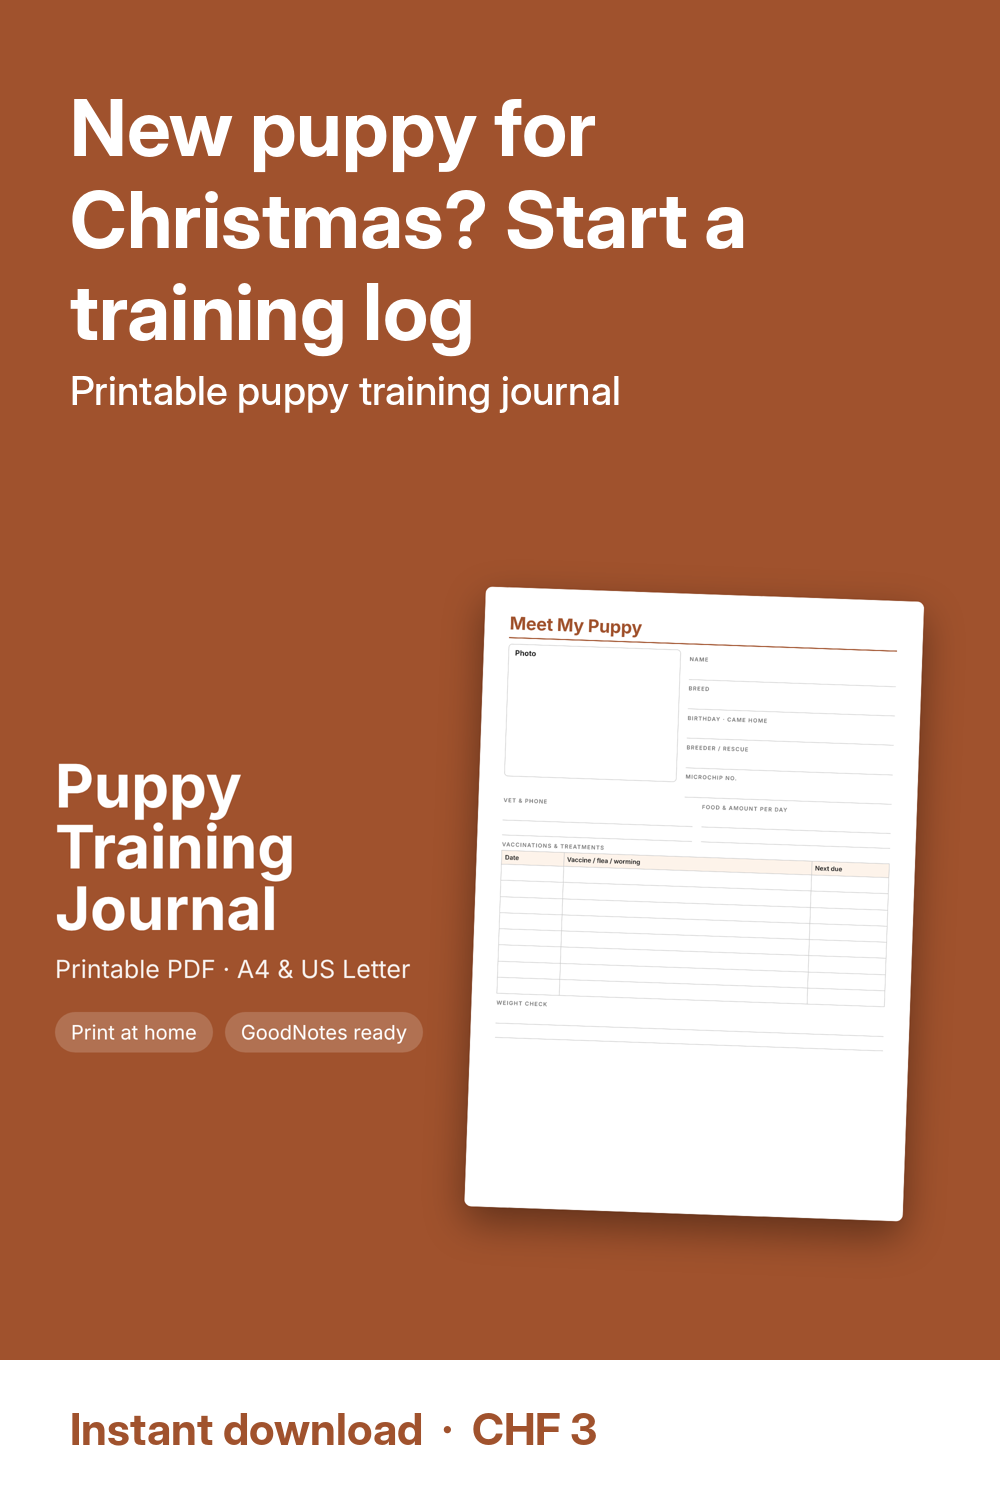 New puppy for
Christmas? Start a
training log
Printable puppy training journal
Meet My Puppy
Photo
NAME
BREED
BIRTHDAY · CAME HOME
BREEDER / RESCUE
MICROCHIP NO.
VET & PHONE
FOOD & AMOUNT PER DAY
VACCINATIONS & TREATMENTS
Date Vaccine / flea / worming Next due
WEIGHT CHECK
Puppy
Training
Journal
Printable PDF · A4 & US Letter
Print at home GoodNotes ready
Instant download · CHF 3